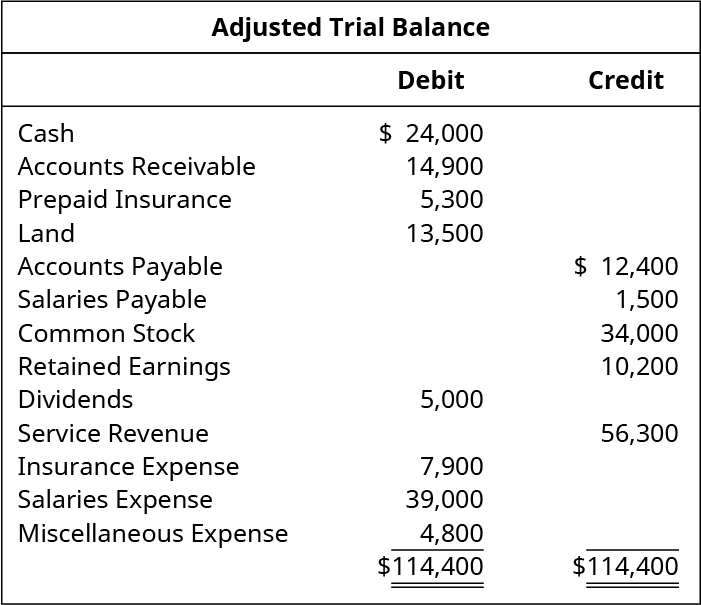 Adjusted Trial Balance
Debit Credit
Cash $ 24,000
Accounts Receivable 14,900
Prepaid Insurance 5,300
Land 13,500
Accounts Payable $ 12,400
Salaries Payable 1,500
Common Stock 34,000
Retained Earnings 10,200
Dividends 5,000
Service Revenue 56,300
Insurance Expense 7,900
Salaries Expense 39,000
Miscellaneous Expense 4,800
$114,400 $114,400